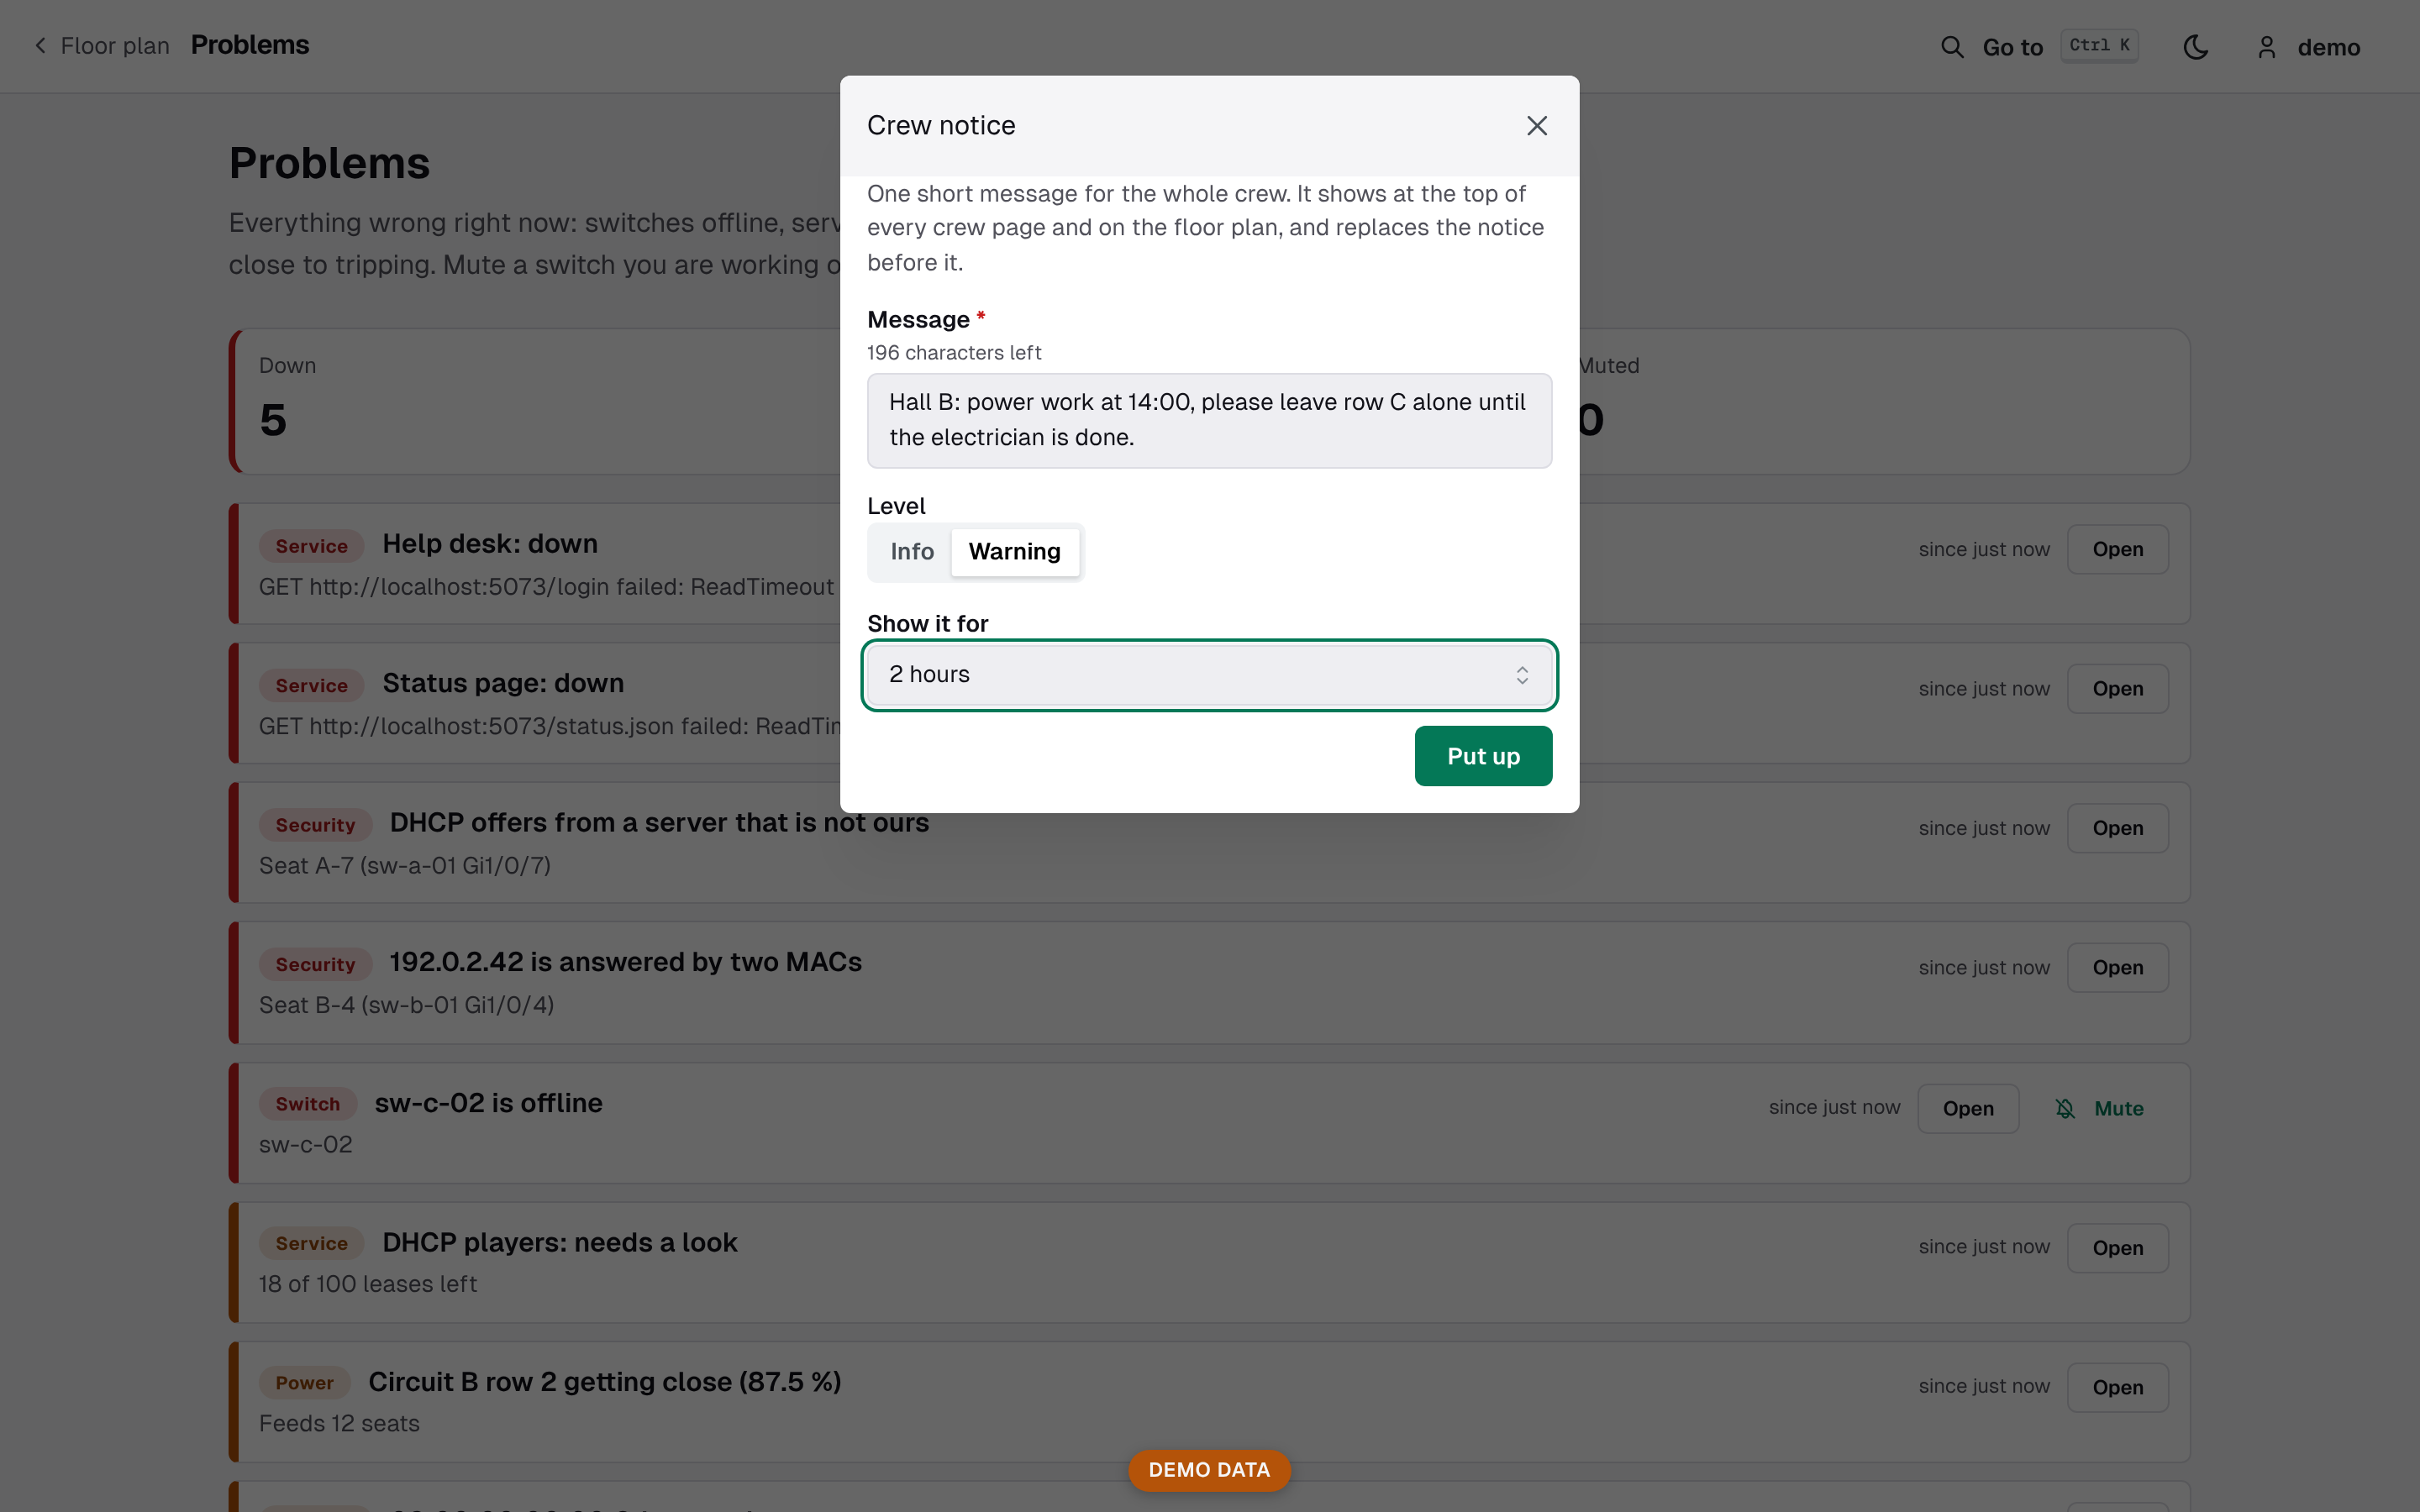 Floor plan
Problems
Go to
Ctrl K
demo
Problems
Everything wrong right now: switches offline, serv
close to tripping. Mute a switch you are working o
Down
5
Muted
0
Crew notice
One short message for the whole crew. It shows at the top of
every crew page and on the floor plan, and replaces the notice
before it.
Message *
196 characters left
Hall B: power work at 14:00, please leave row C alone until
the electrician is done.
Level
Info
Warning
Show it for
2 hours
Put up
Service
Help desk: down
since just now
Open
GET http://localhost:5073/login failed: ReadTimeout
Service
Status page: down
since just now
Open
GET http://localhost:5073/status.json failed: ReadTim
Security
DHCP offers from a server that is not ours
since just now
Open
Seat A-7 (sw-a-01 Gi1/0/7)
Security
192.0.2.42 is answered by two MACs
since just now
Open
Seat B-4 (sw-b-01 Gi1/0/4)
Switch
sw-c-02 is offline
since just now
Open
Mute
sw-c-02
Service
DHCP players: needs a look
since just now
Open
18 of 100 leases left
Power
Circuit B row 2 getting close (87.5 %)
since just now
Open
Feeds 12 seats
DEMO DATA